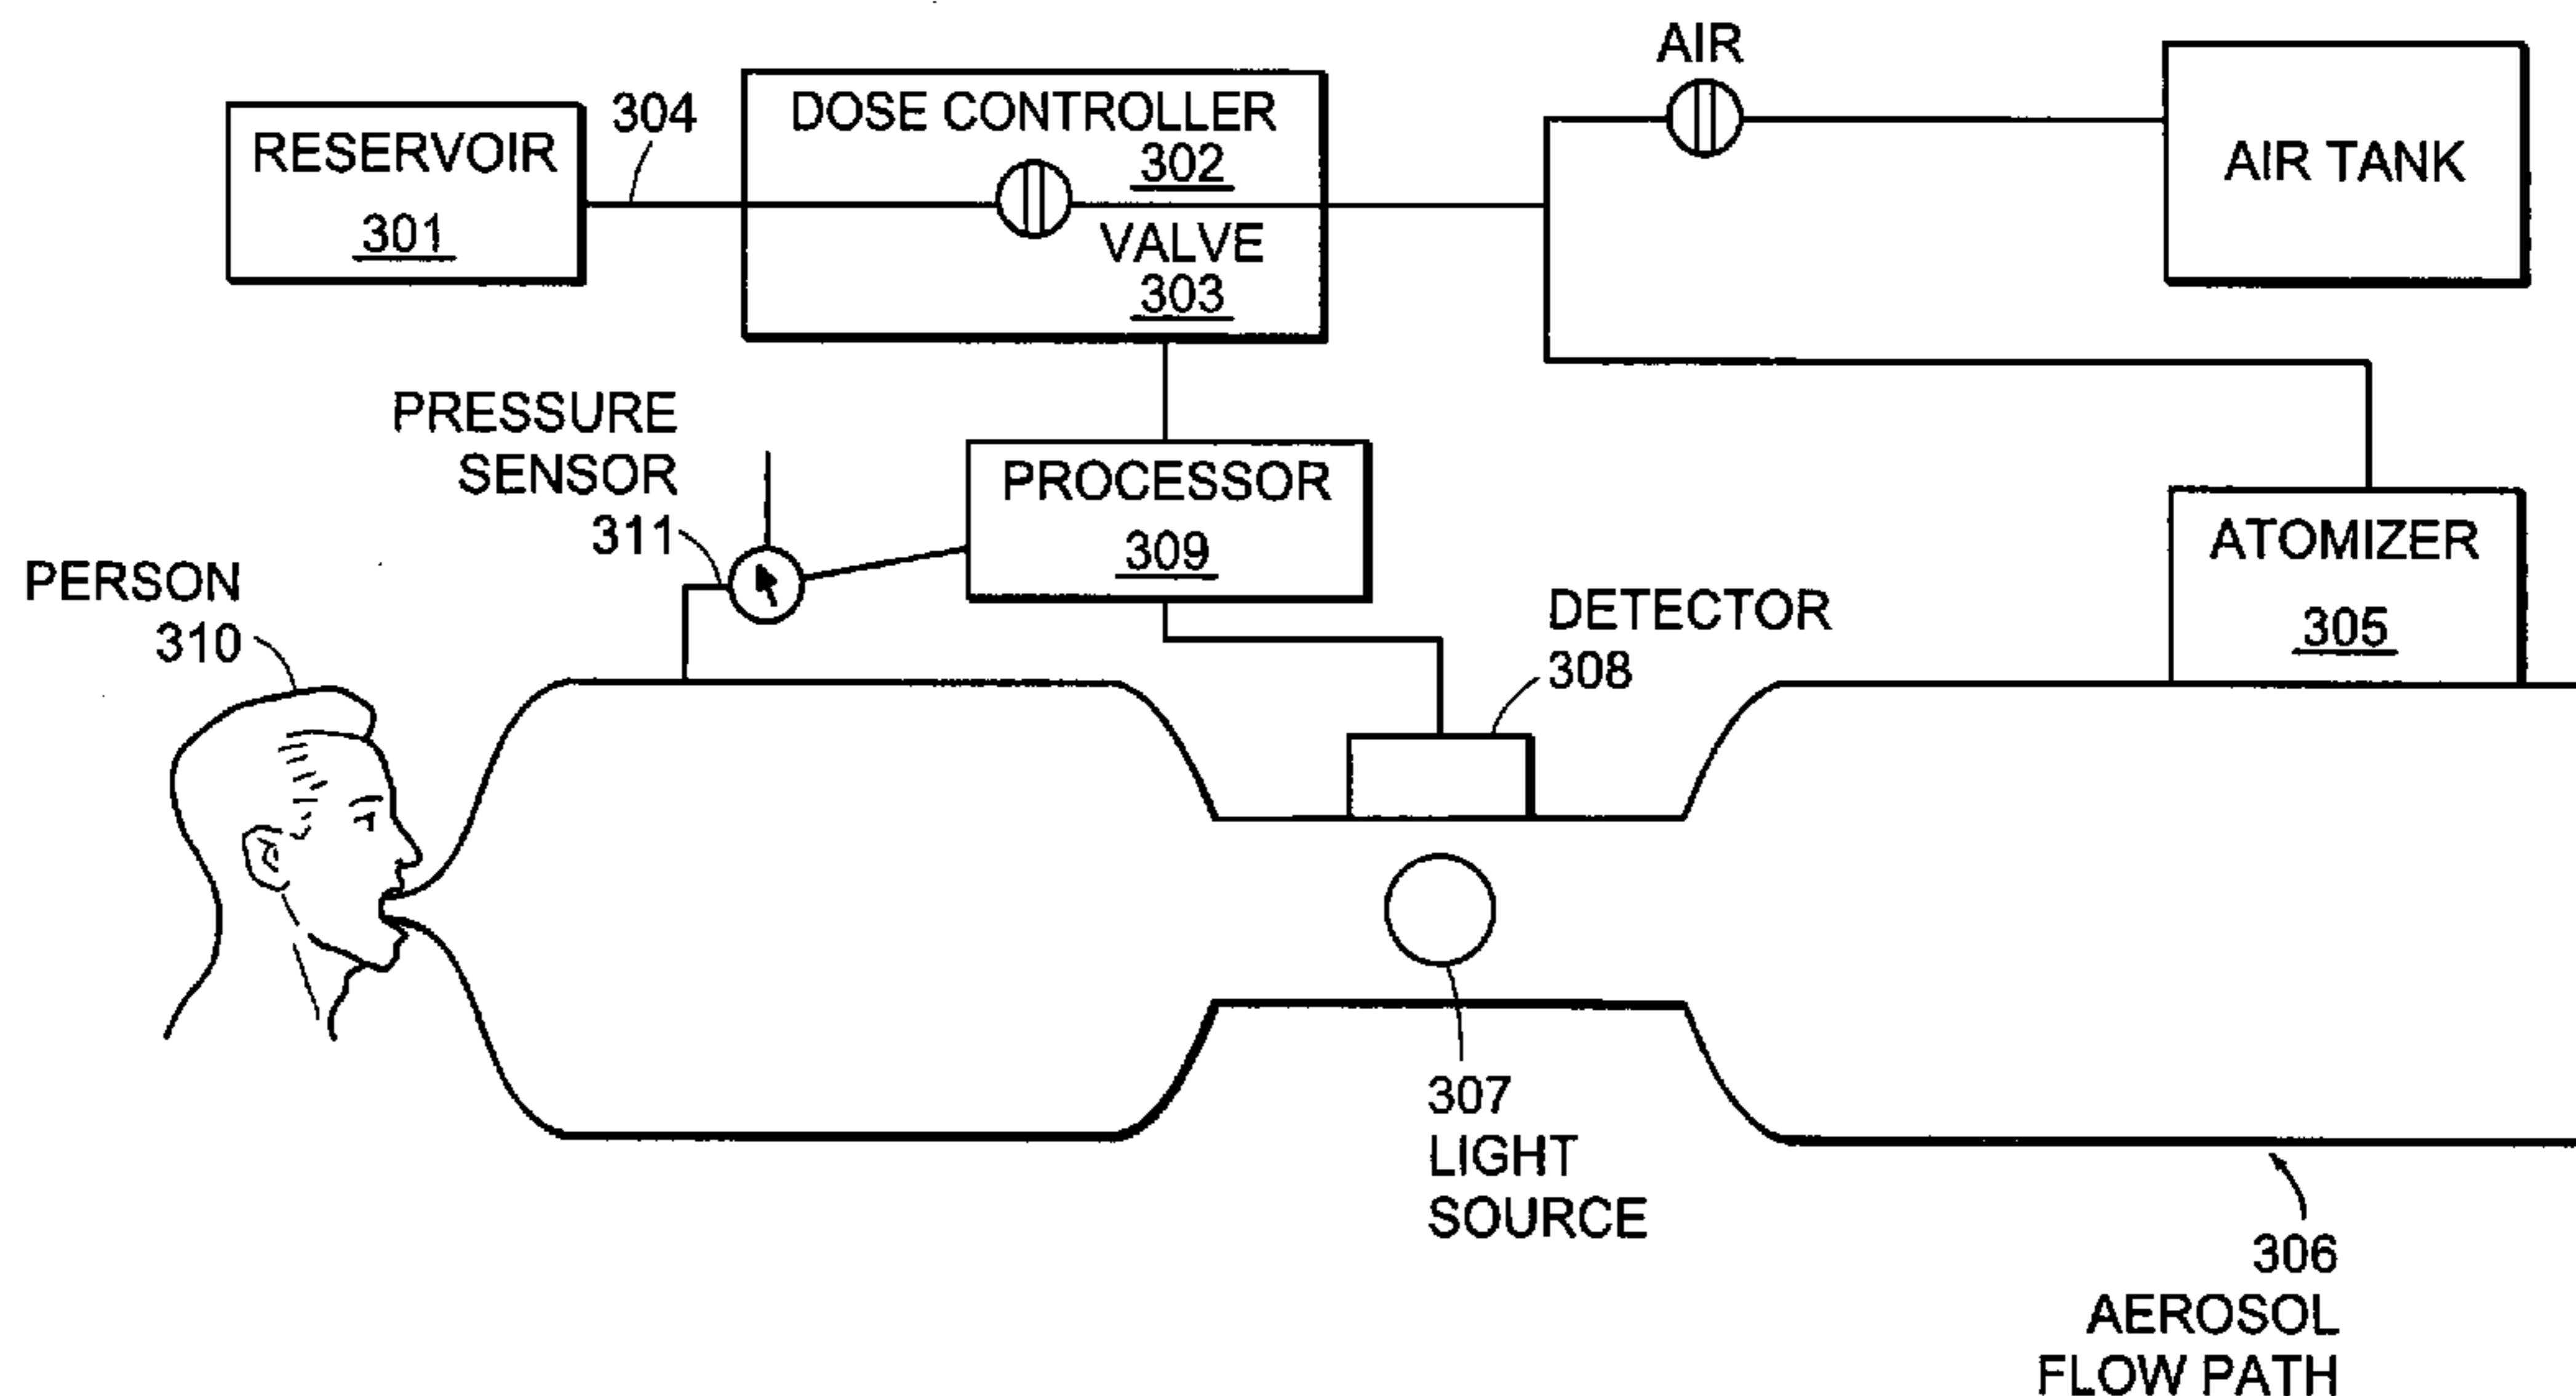 AIR
RESERVOIR
301
304
DOSE CONTROLLER
302
VALVE
303
AIR TANK
PRESSURE
SENSOR
311
PROCESSOR
309
ATOMIZER
305
PERSON
310
DETECTOR
308
307
LIGHT
SOURCE
306
AEROSOL
FLOW PATH